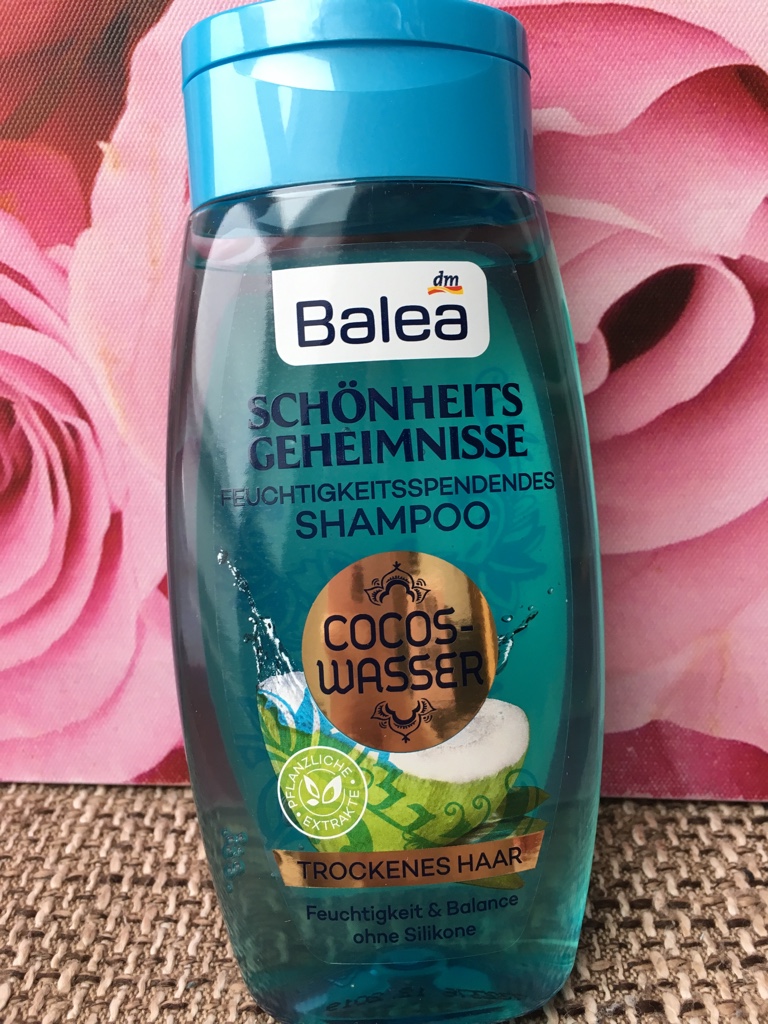 dm
Balea
SCHÖNHEITS
GEHEIMNISSE
FEUCHTIGKEITSSPENDENDES
SHAMPOO
COCOS-
WASSER
PFLANZLICHE
EXTRAKTE
TROCKENES HAAR
Feuchtigkeit & Balance
ohne Silikone